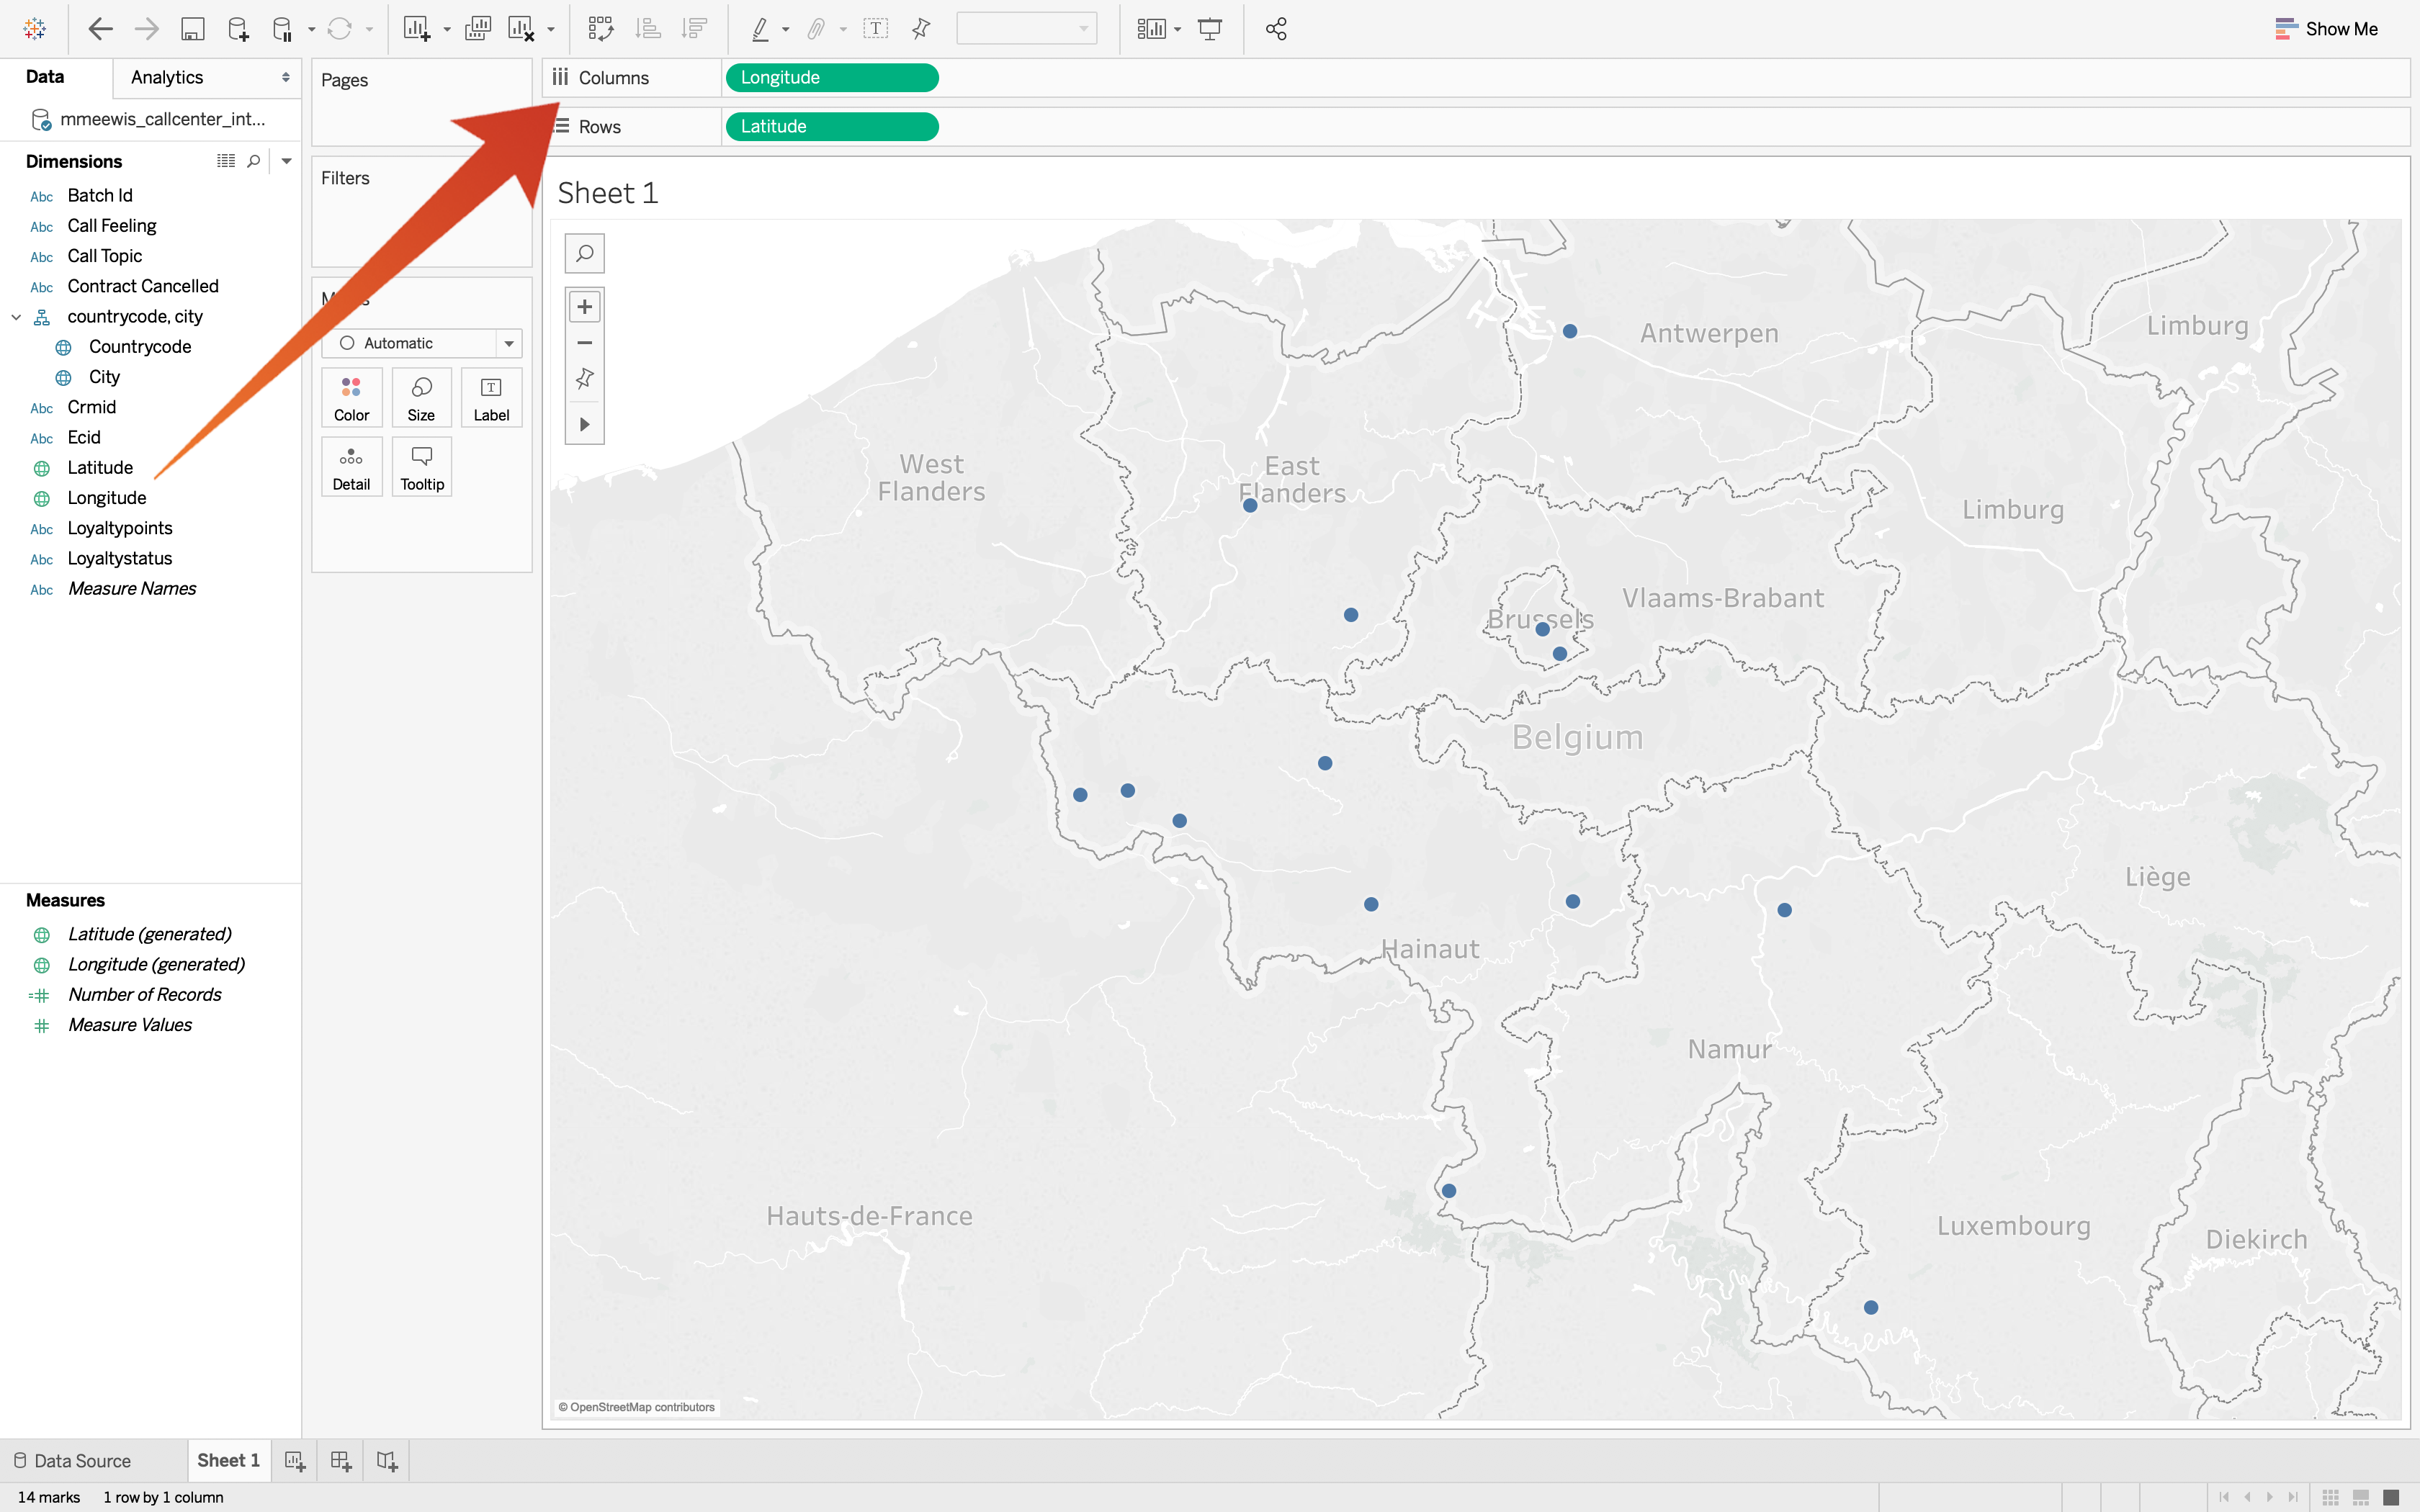 Show Me
Data
Analytics
mmeewis_callcenter_int...
Dimensions
Abc Batch Id
Abc Call Feeling
Abc Call Topic
Abc Contract Cancelled
countrycode, city
Countrycode
City
Abc Crmid
Abc Ecid
Latitude
Longitude
Abc Loyaltypoints
Abc Loyaltystatus
Abc Measure Names
Measures
Latitude (generated)
Longitude (generated)
Number of Records
Measure Values
Pages
Filters
Automatic
Color
Size
Label
Detail
Tooltip
Columns
Longitude
Rows
Latitude
Sheet 1
Antwerpen
Limburg
West
Flanders
East
Flanders
Limburg
Vlaams-Brabant
Brussels
Belgium
Liège
Hainaut
Namur
Hauts-de-France
Luxembourg
Diekirch
© OpenStreetMap contributors
Data Source
Sheet 1
14 marks
1 row by 1 column